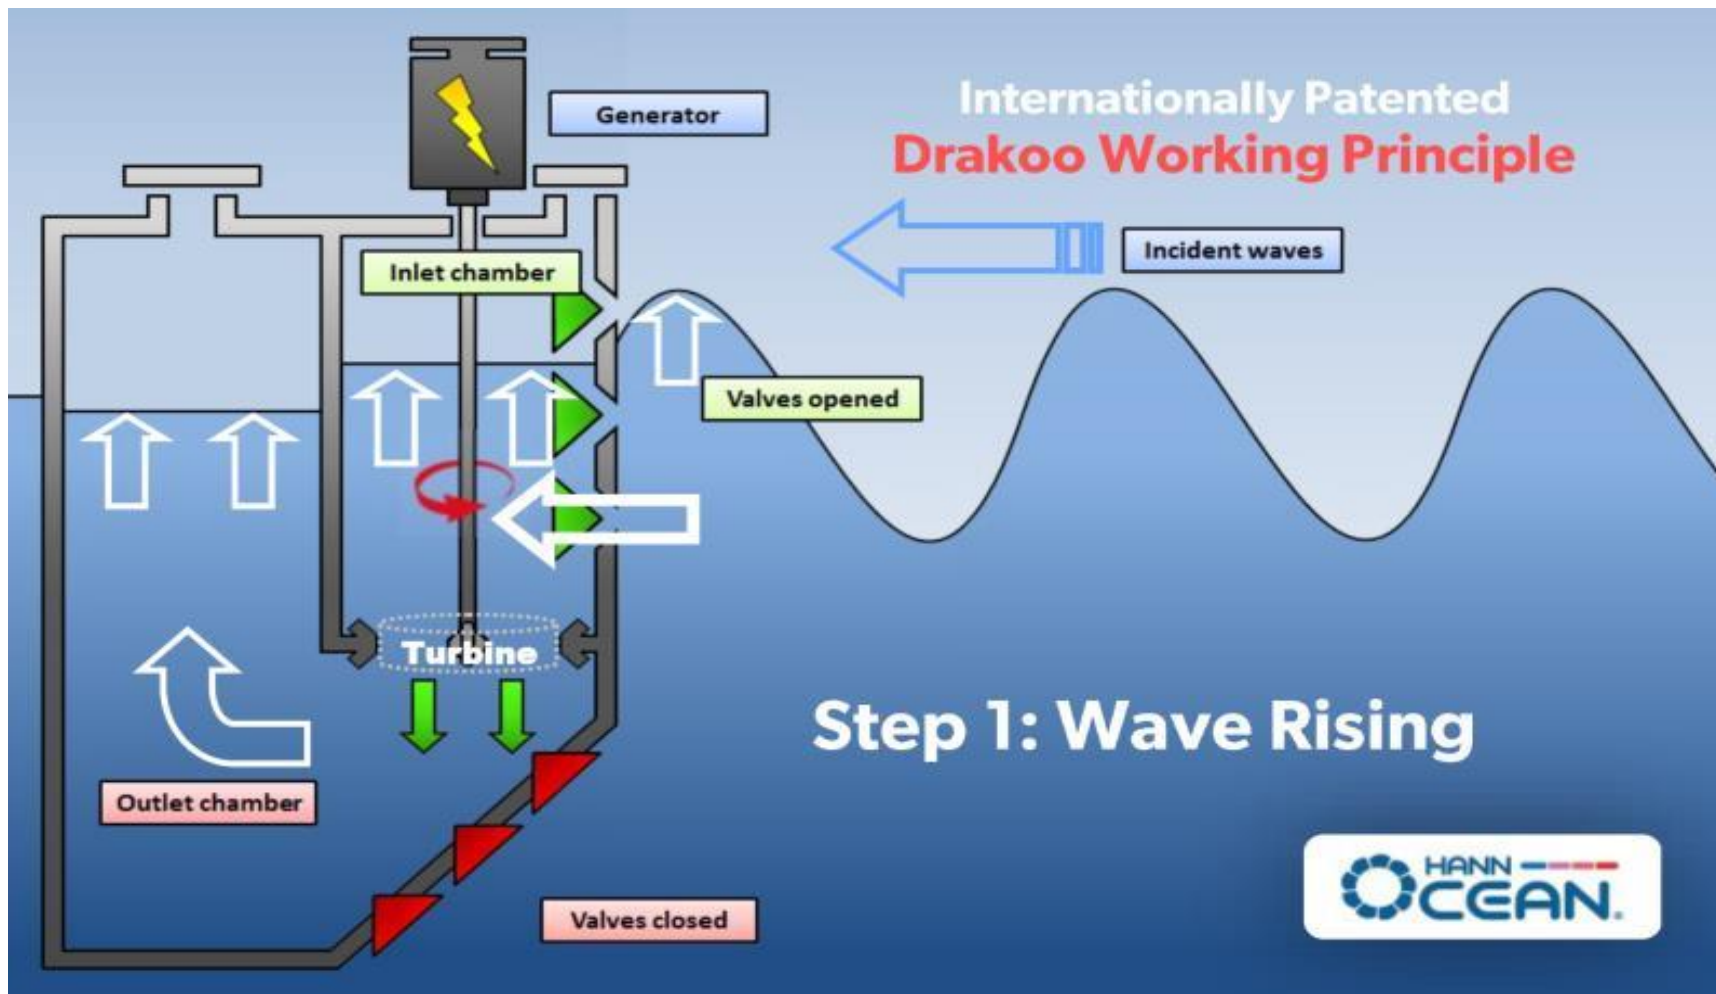 Internationally Patented
Drakoo Working Principle
Generator
Incident waves
Inlet chamber
Valves opened
Turbine
Step 1: Wave Rising
Outlet chamber
Valves closed
HANN
OCEAN.